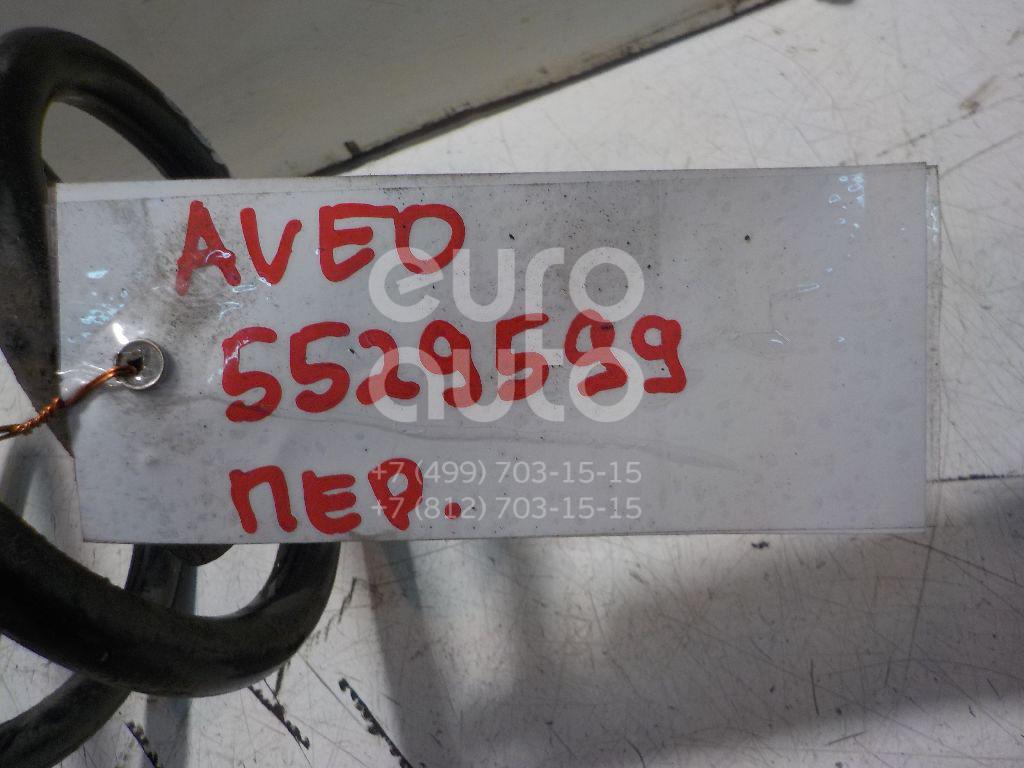 AVEO
euro
5529599
auto
ПЕР.
+7 (499) 703-15-15
+7 (812) 703-15-15